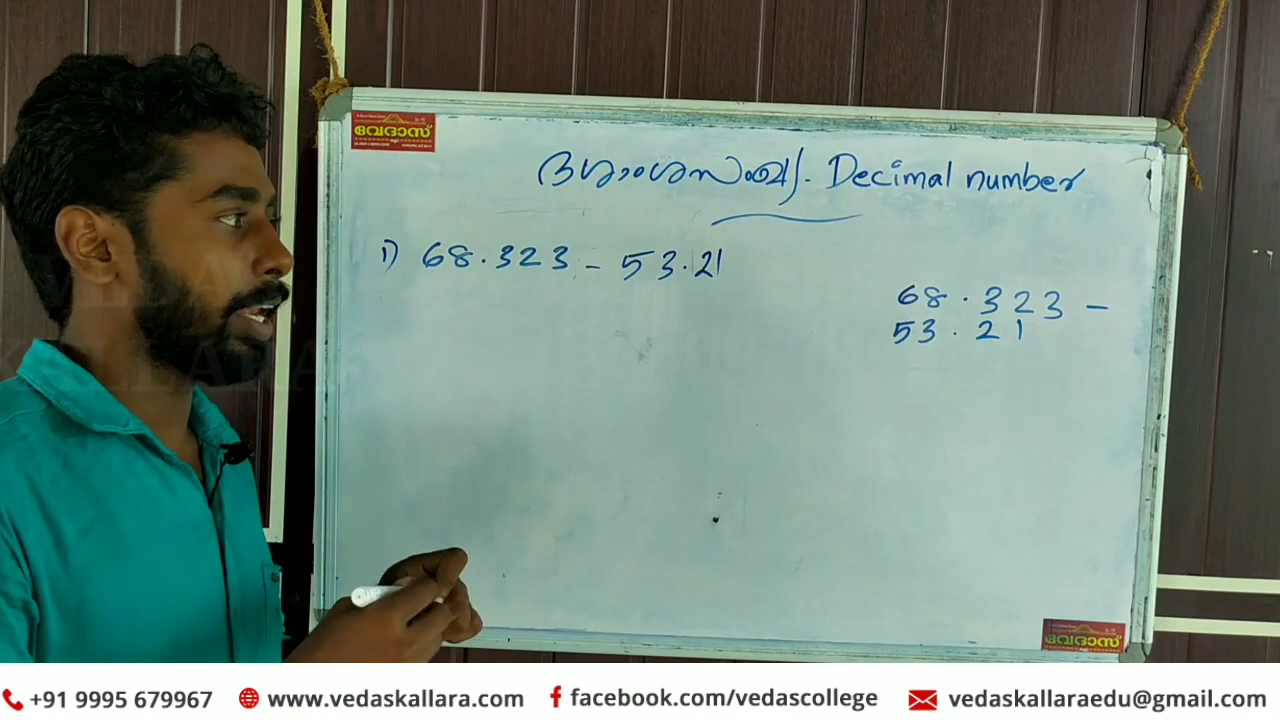 വേദാസ്
ദശാംശസംഖ്യ. Decimal number
1) 68.323 - 53.21
68.323 -
53.21
KALLARA
വേദാസ്
+91 9995 679967 www.vedaskallara.com facebook.com/vedascollege vedaskallaraedu@gmail.com